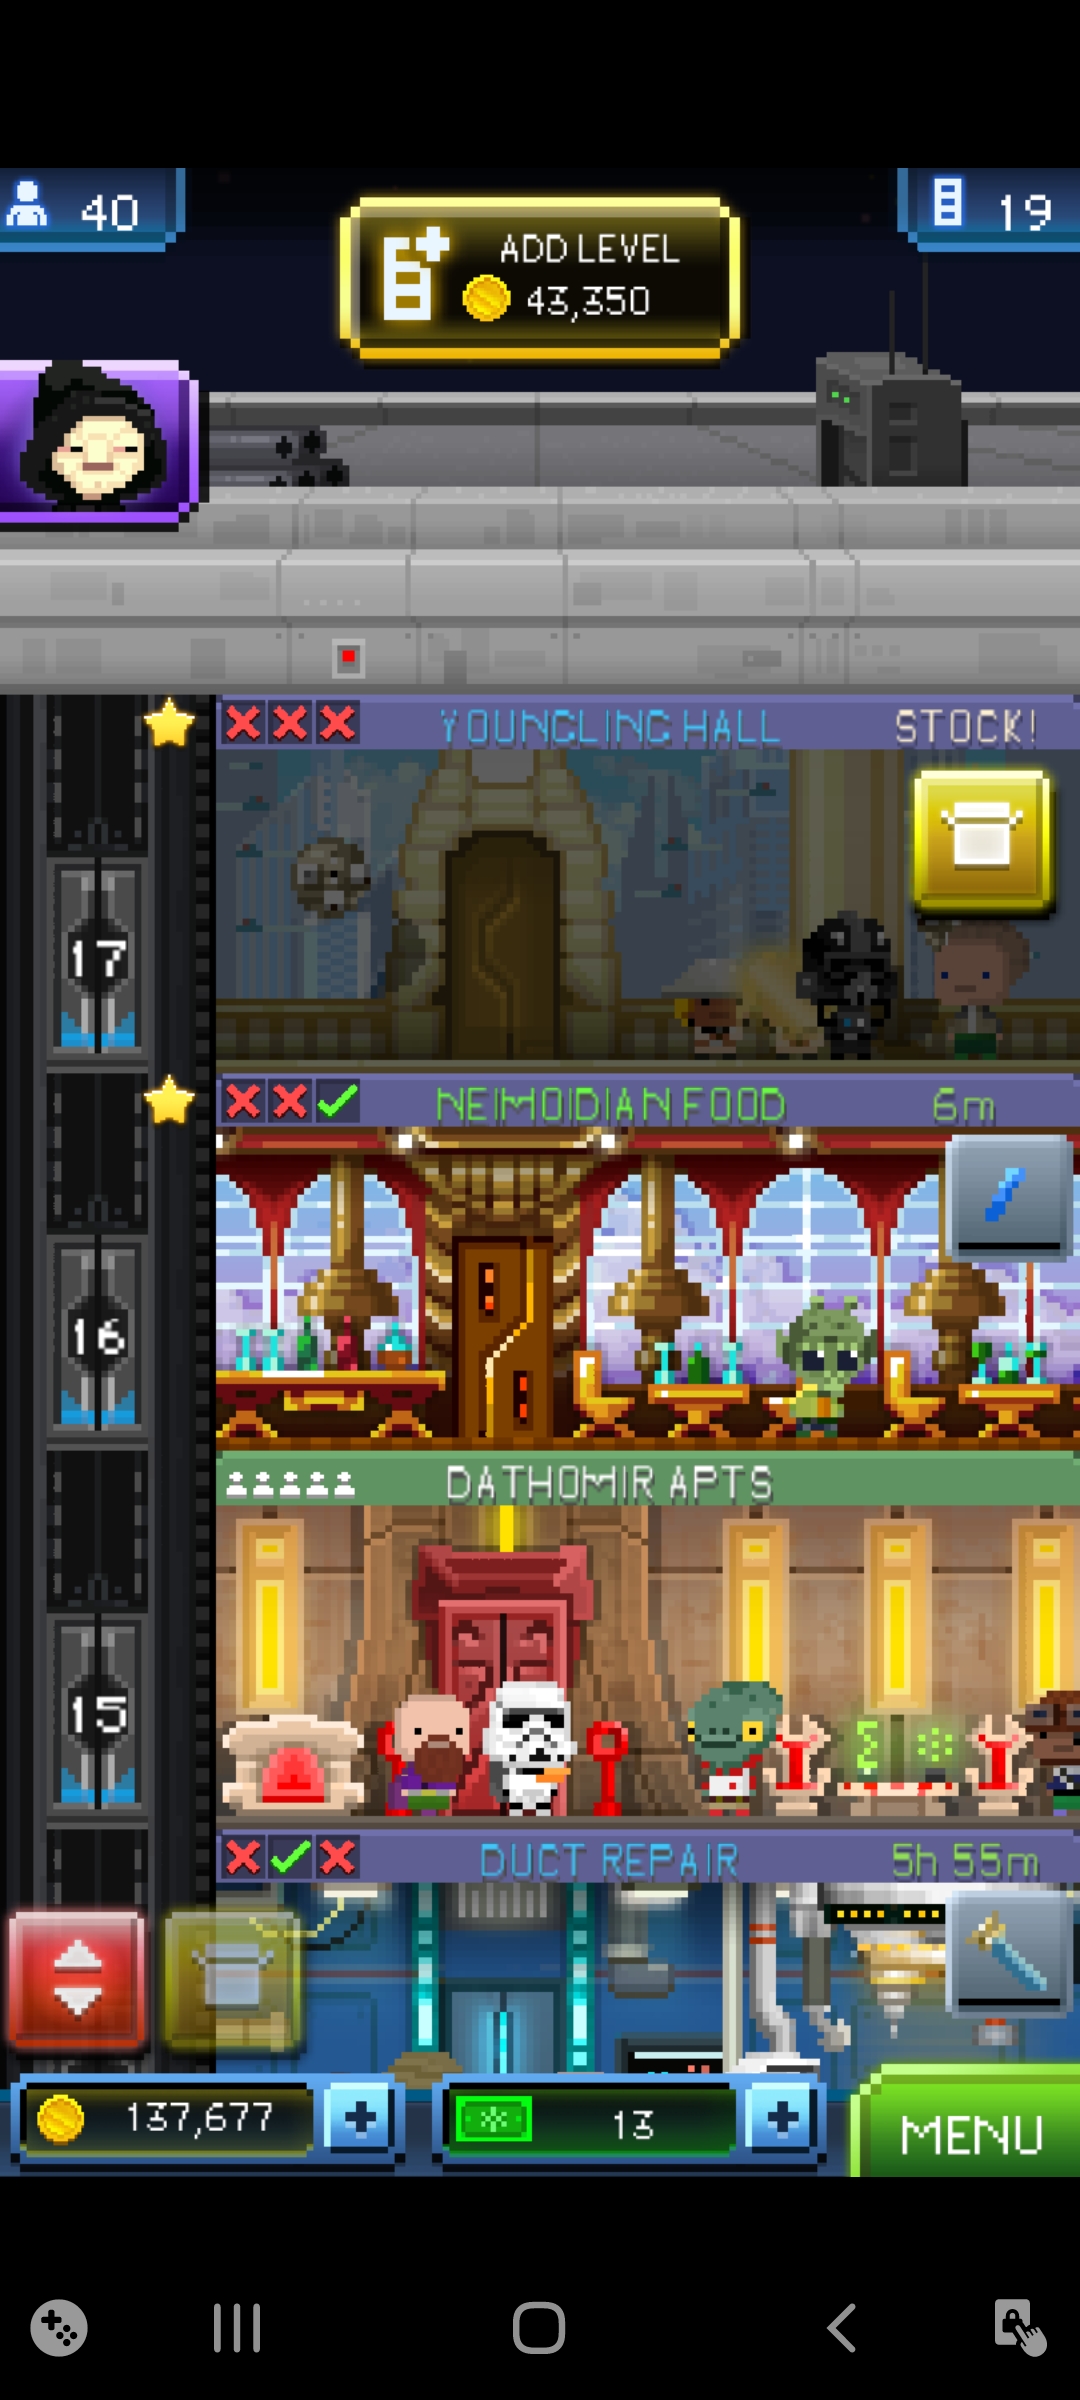 40
ADD LEVEL
43,350
19
YOUNGLING HALL
STOCK!
17
NEIMOIDIAN FOOD
6m
16
DATHOMIR APTS
15
DUCT REPAIR
5h 55m
137,677
13
MENU